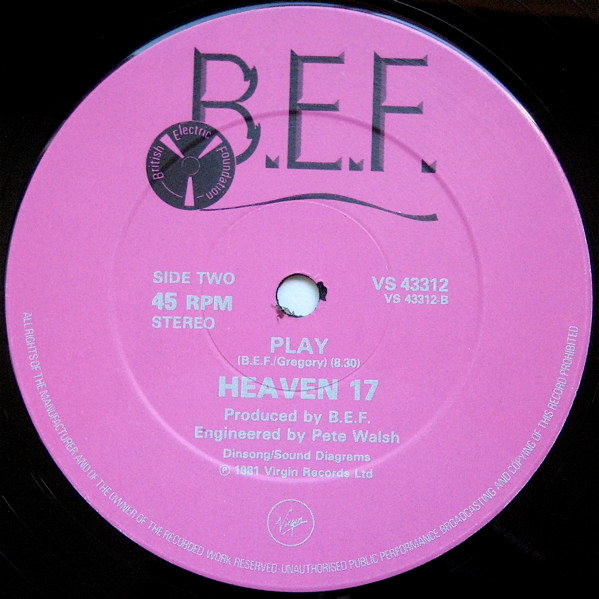 B.E.F.
British Electric Foundation
SIDE TWO
45 RPM
STEREO
VS 43312
VS 43312-B
PLAY
(B.E.F./Gregory) (8.30)
HEAVEN 17
Produced by B.E.F.
Engineered by Pete Walsh
Dinsong/Sound Diagrams
℗ 1981 Virgin Records Ltd
Virgin
ALL RIGHTS OF THE MANUFACTURER AND OF THE OWNER OF THE RECORDED WORK RESERVED. UNAUTHORISED PUBLIC PERFORMANCE BROADCASTING AND COPYING OF THIS RECORD PROHIBITED